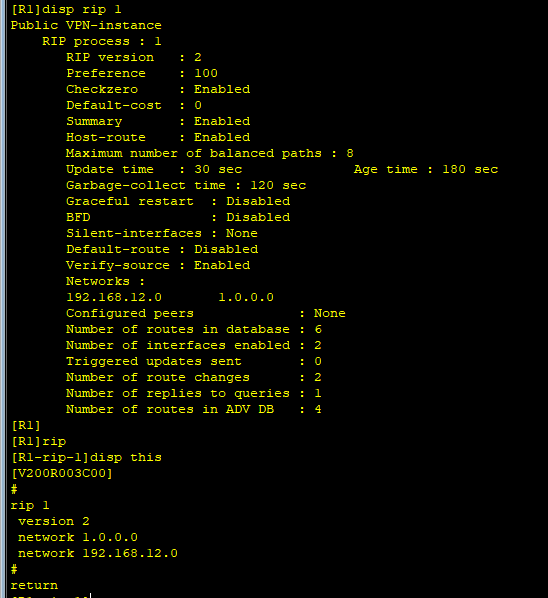 [R1]disp rip 1
Public VPN-instance
RIP process : 1
RIP version : 2
Preference : 100
Checkzero : Enabled
Default-cost : 0
Summary : Enabled
Host-route : Enabled
Maximum number of balanced paths : 8
Update time : 30 sec Age time : 180 sec
Garbage-collect time : 120 sec
Graceful restart : Disabled
BFD : Disabled
Silent-interfaces : None
Default-route : Disabled
Verify-source : Enabled
Networks :
192.168.12.0 1.0.0.0
Configured peers : None
Number of routes in database : 6
Number of interfaces enabled : 2
Triggered updates sent : 0
Number of route changes : 2
Number of replies to queries : 1
Number of routes in ADV DB : 4
[R1]
[R1]rip
[R1-rip-1]disp this
[V200R003C00]
#
rip 1
version 2
network 1.0.0.0
network 192.168.12.0
#
return